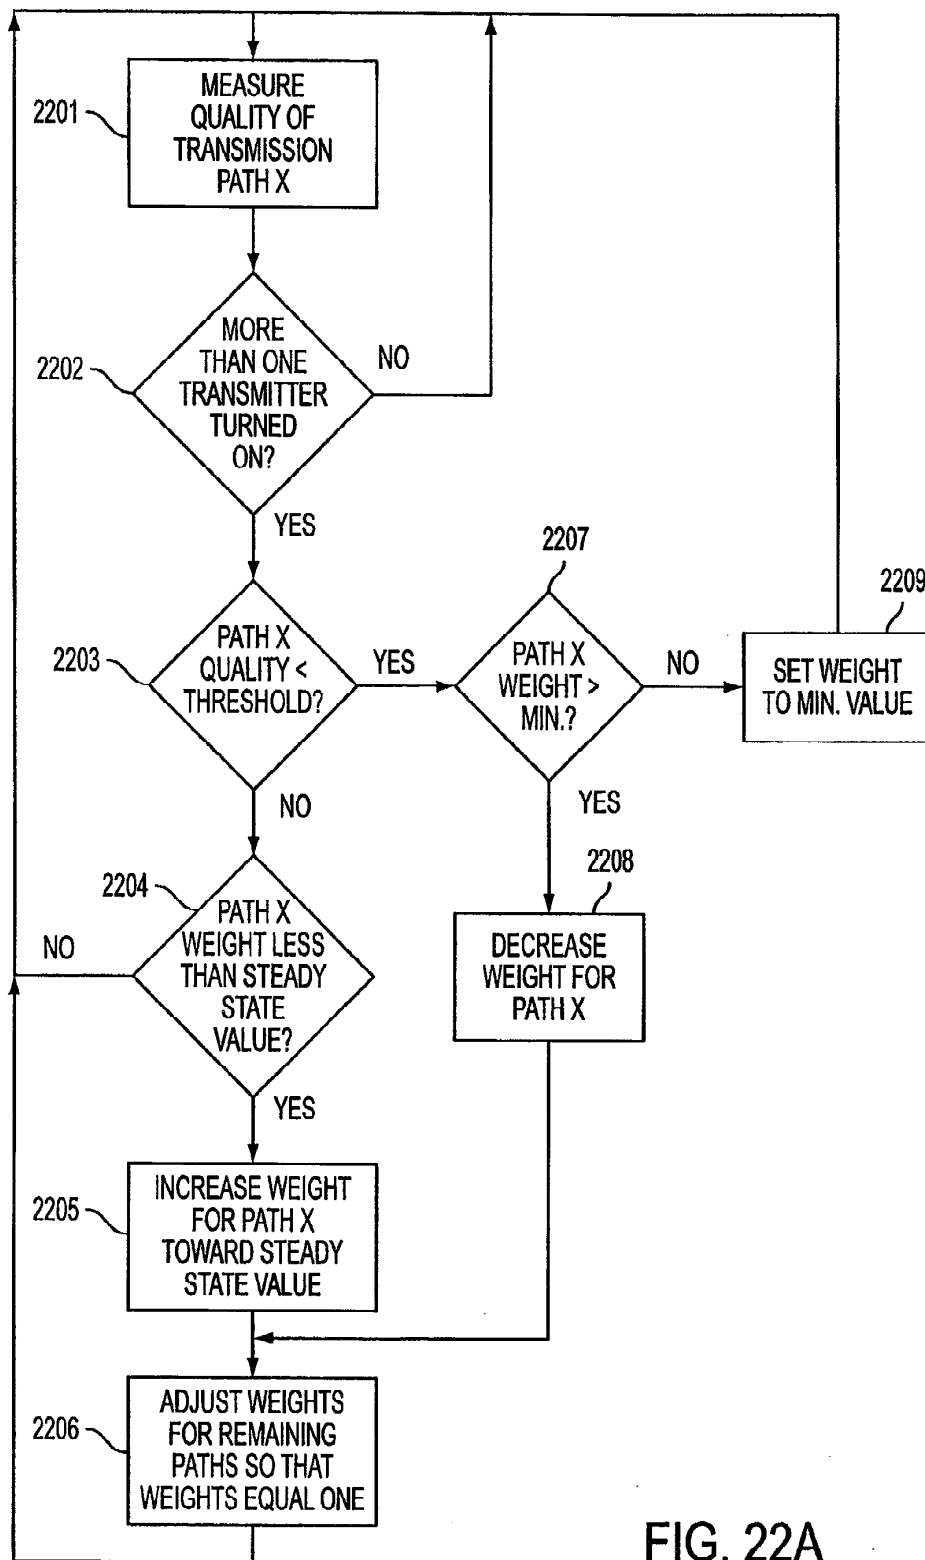 2201
MEASURE
QUALITY OF
TRANSMISSION
PATH X
2202
MORE
THAN ONE
TRANSMITTER
TURNED
ON?
NO
YES
2203
PATH X
QUALITY <
THRESHOLD?
YES
2207
PATH X
WEIGHT >
MIN.?
NO
2209
SET WEIGHT
TO MIN. VALUE
NO
YES
2204
PATH X
WEIGHT LESS
THAN STEADY
STATE
VALUE?
NO
2208
DECREASE
WEIGHT FOR
PATH X
YES
2205
INCREASE WEIGHT
FOR PATH X
TOWARD STEADY
STATE VALUE
2206
ADJUST WEIGHTS
FOR REMAINING
PATHS SO THAT
WEIGHTS EQUAL ONE
FIG. 22A